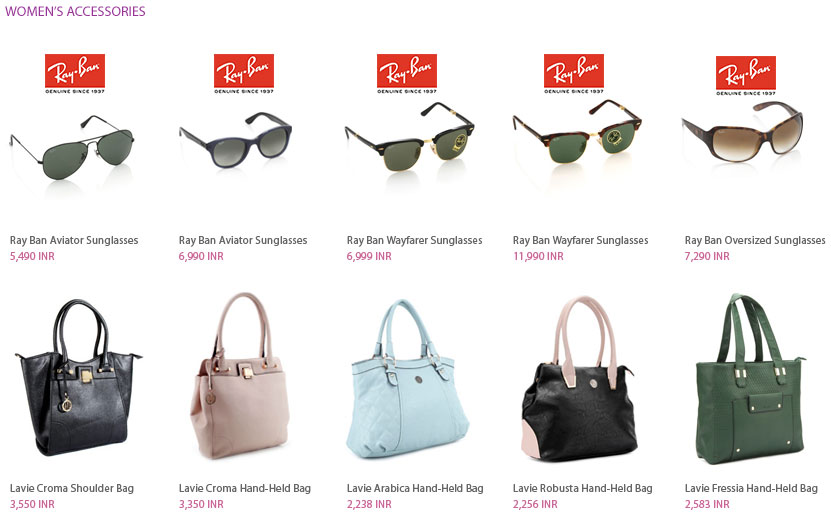 WOMEN'S ACCESSORIES
Ray-Ban
GENUINE SINCE 1937
Ray-Ban
GENUINE SINCE 1937
Ray-Ban
GENUINE SINCE 1937
Ray-Ban
GENUINE SINCE 1937
Ray-Ban
GENUINE SINCE 1937
Ray Ban Aviator Sunglasses
5,490 INR
Ray Ban Aviator Sunglasses
6,990 INR
Ray Ban Wayfarer Sunglasses
6,999 INR
Ray Ban Wayfarer Sunglasses
11,990 INR
Ray Ban Oversized Sunglasses
7,290 INR
Lavie Croma Shoulder Bag
3,550 INR
Lavie Croma Hand-Held Bag
3,350 INR
Lavie Arabica Hand-Held Bag
2,238 INR
Lavie Robusta Hand-Held Bag
2,256 INR
Lavie Fressia Hand-Held Bag
2,583 INR